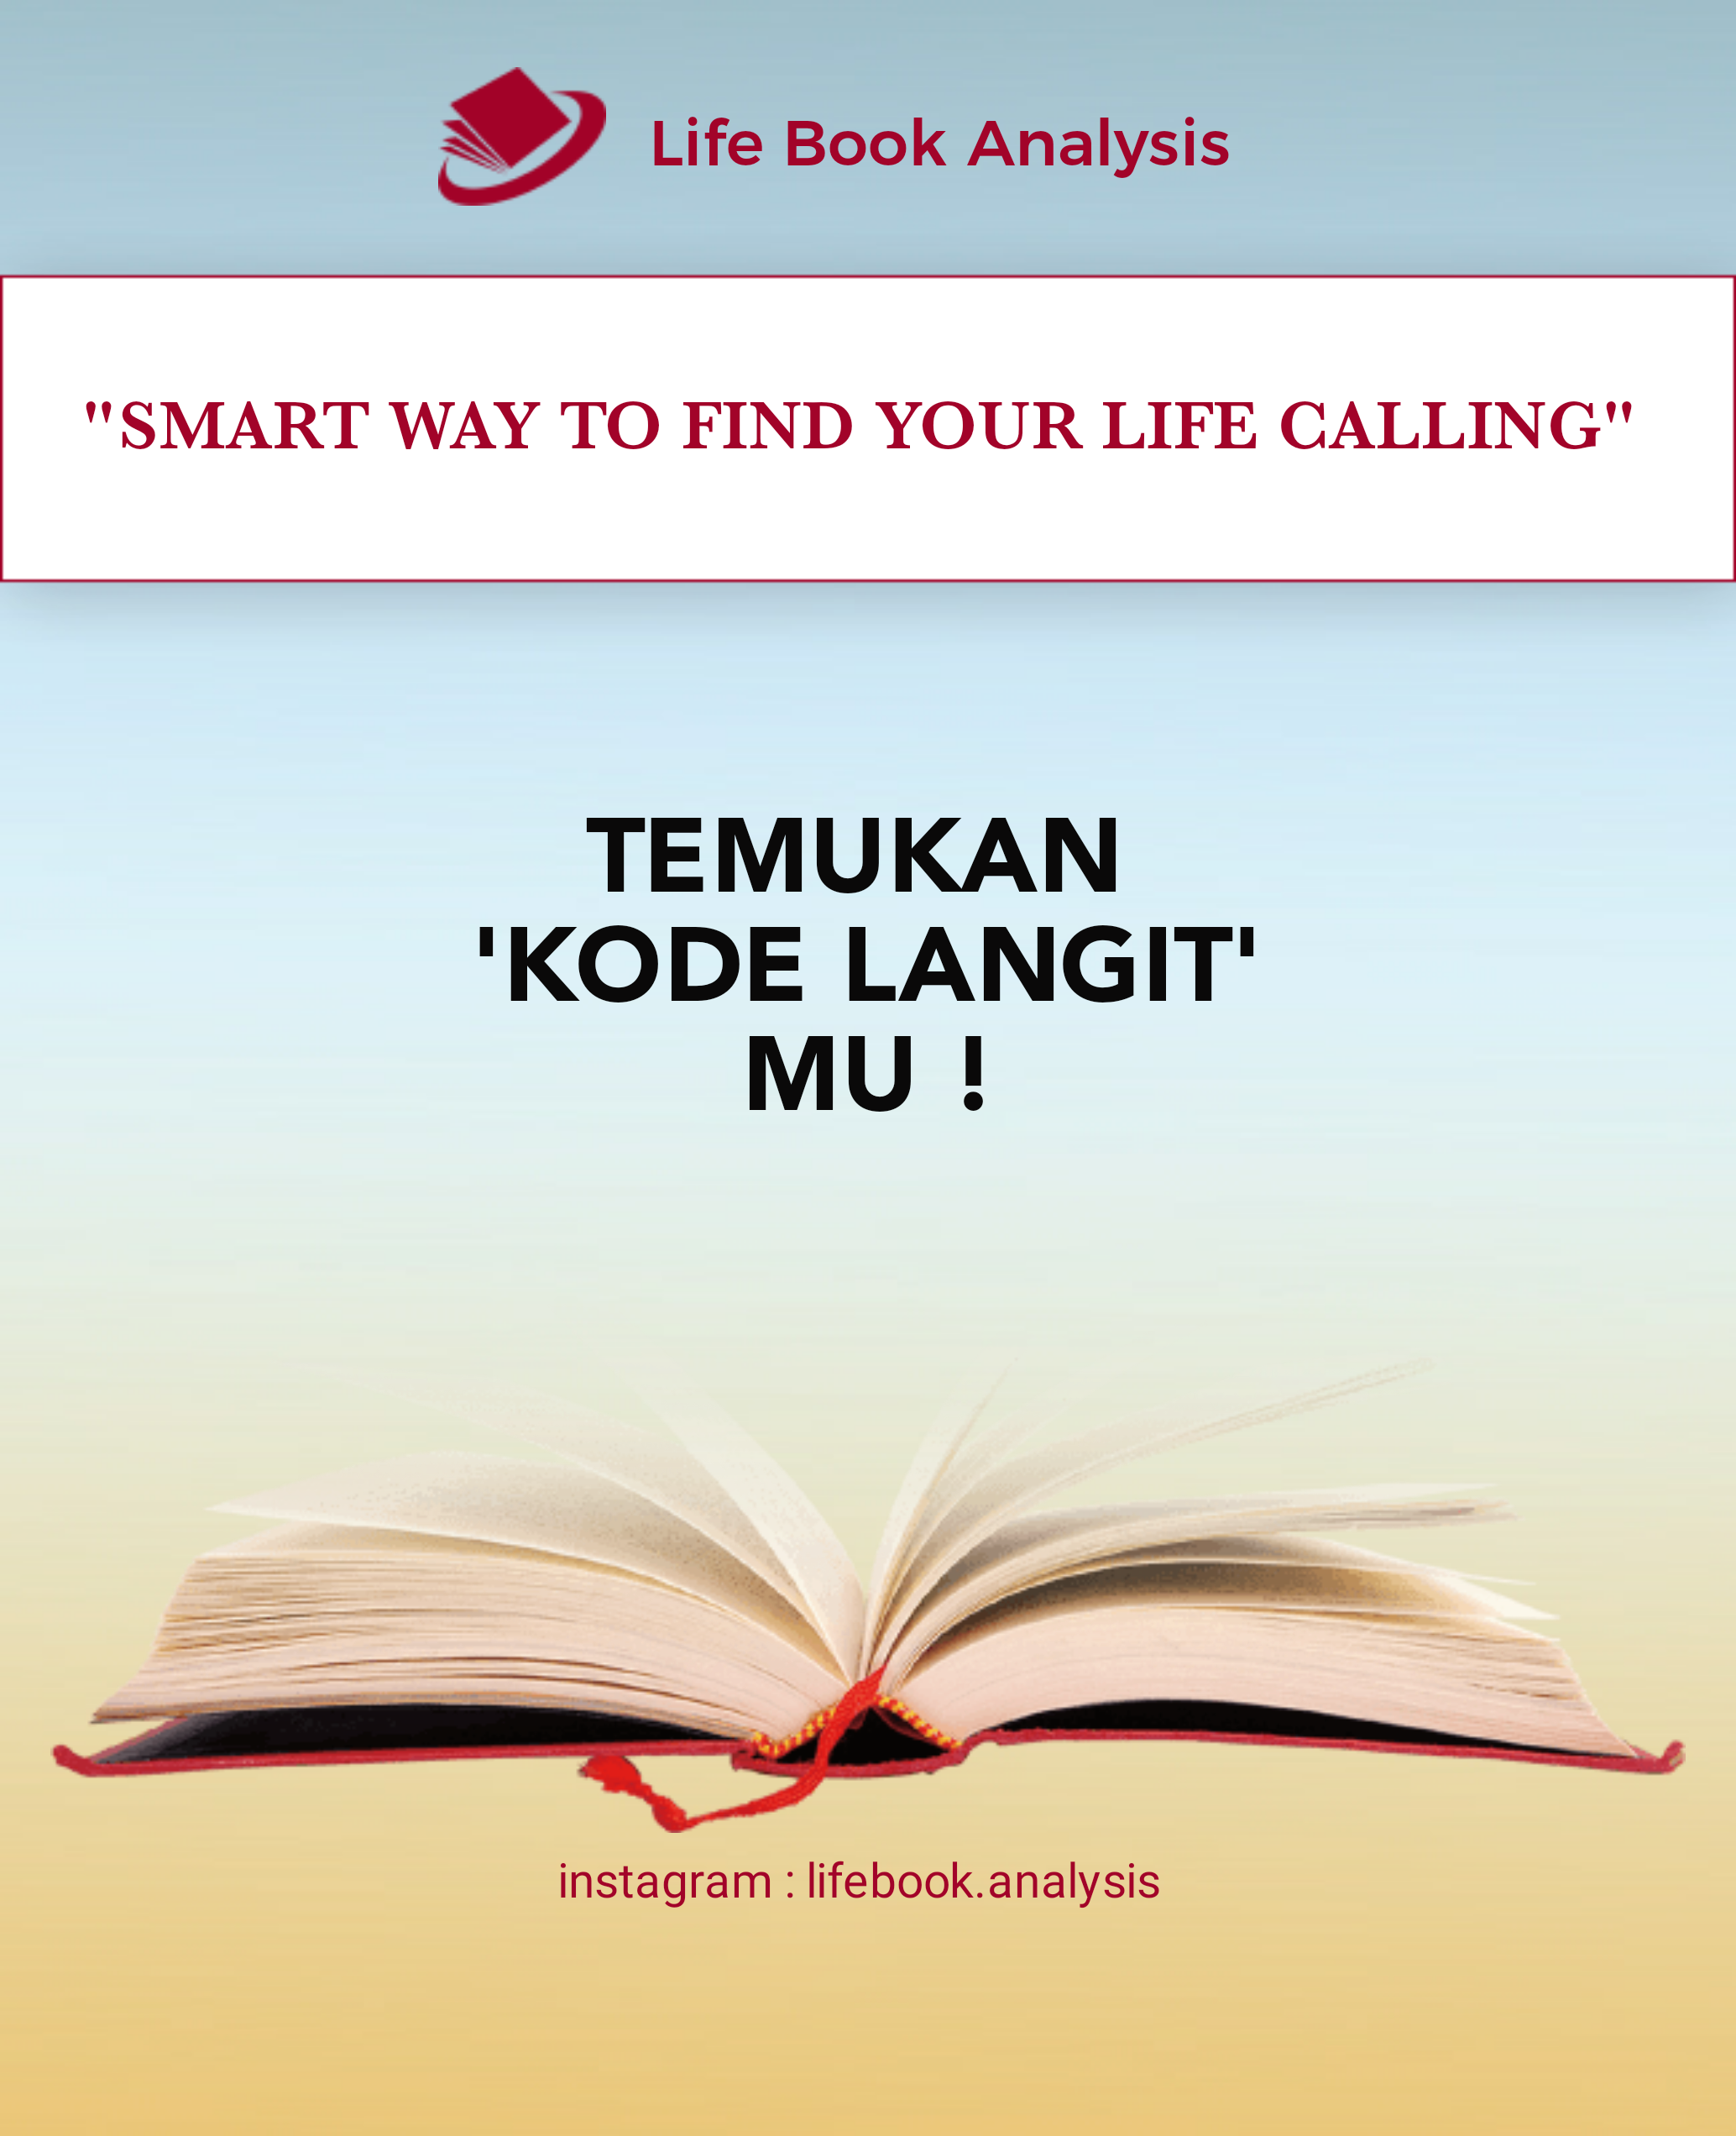 Life Book Analysis
"SMART WAY TO FIND YOUR LIFE CALLING"
TEMUKAN
'KODE LANGIT'
MU !
instagram : lifebook.analysis